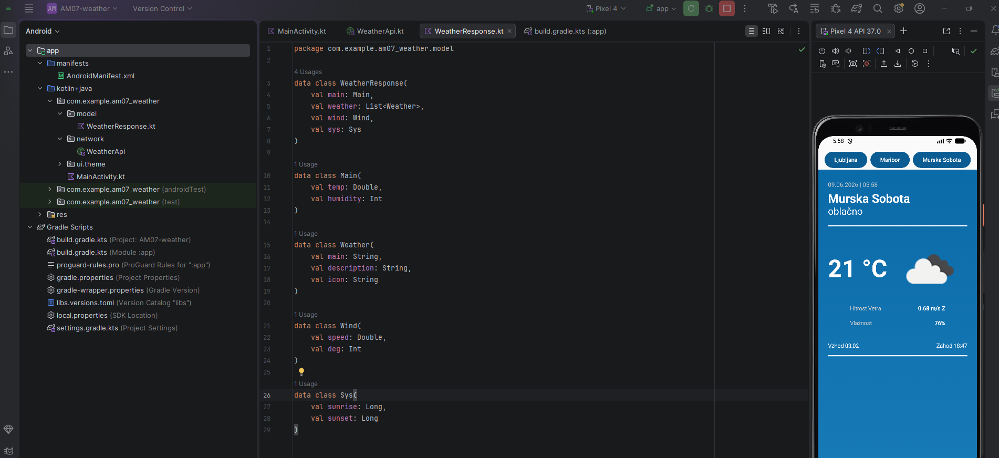 AM AM07-weather Version Control Pixel 4 app
Android
app
manifests
AndroidManifest.xml
kotlin+java
com.example.am07_weather
model
WeatherResponse.kt
network
WeatherApi
ui.theme
MainActivity.kt
com.example.am07_weather (androidTest)
com.example.am07_weather (test)
res
Gradle Scripts
build.gradle.kts (Project: AM07-weather)
build.gradle.kts (Module :app)
proguard-rules.pro (ProGuard Rules for ":app")
gradle.properties (Project Properties)
gradle-wrapper.properties (Gradle Version)
libs.versions.toml (Version Catalog "libs")
local.properties (SDK Location)
settings.gradle.kts (Project Settings)
MainActivity.kt WeatherApi.kt WeatherResponse.kt build.gradle.kts (:app)
1 package com.example.am07_weather.model
2
4 Usages
3 data class WeatherResponse(
4 val main: Main,
5 val weather: List<Weather>,
6 val wind: Wind,
7 val sys: Sys
8 )
9
1 Usage
10 data class Main(
11 val temp: Double,
12 val humidity: Int
13 )
14
1 Usage
15 data class Weather(
16 val main: String,
17 val description: String,
18 val icon: String
19 )
20
1 Usage
21 data class Wind(
22 val speed: Double,
23 val deg: Int
24 )
25
1 Usage
26 data class Sys(
27 val sunrise: Long,
28 val sunset: Long
29 )
Pixel 4 API 37.0
5:58
Ljubljana Maribor Murska Sobota
09.06.2026 | 05:58
Murska Sobota
oblačno
21 °C
Hitrost Vetra 0.68 m/s Z
Vlažnost 76%
Vzhod 03:02 Zahod 18:47